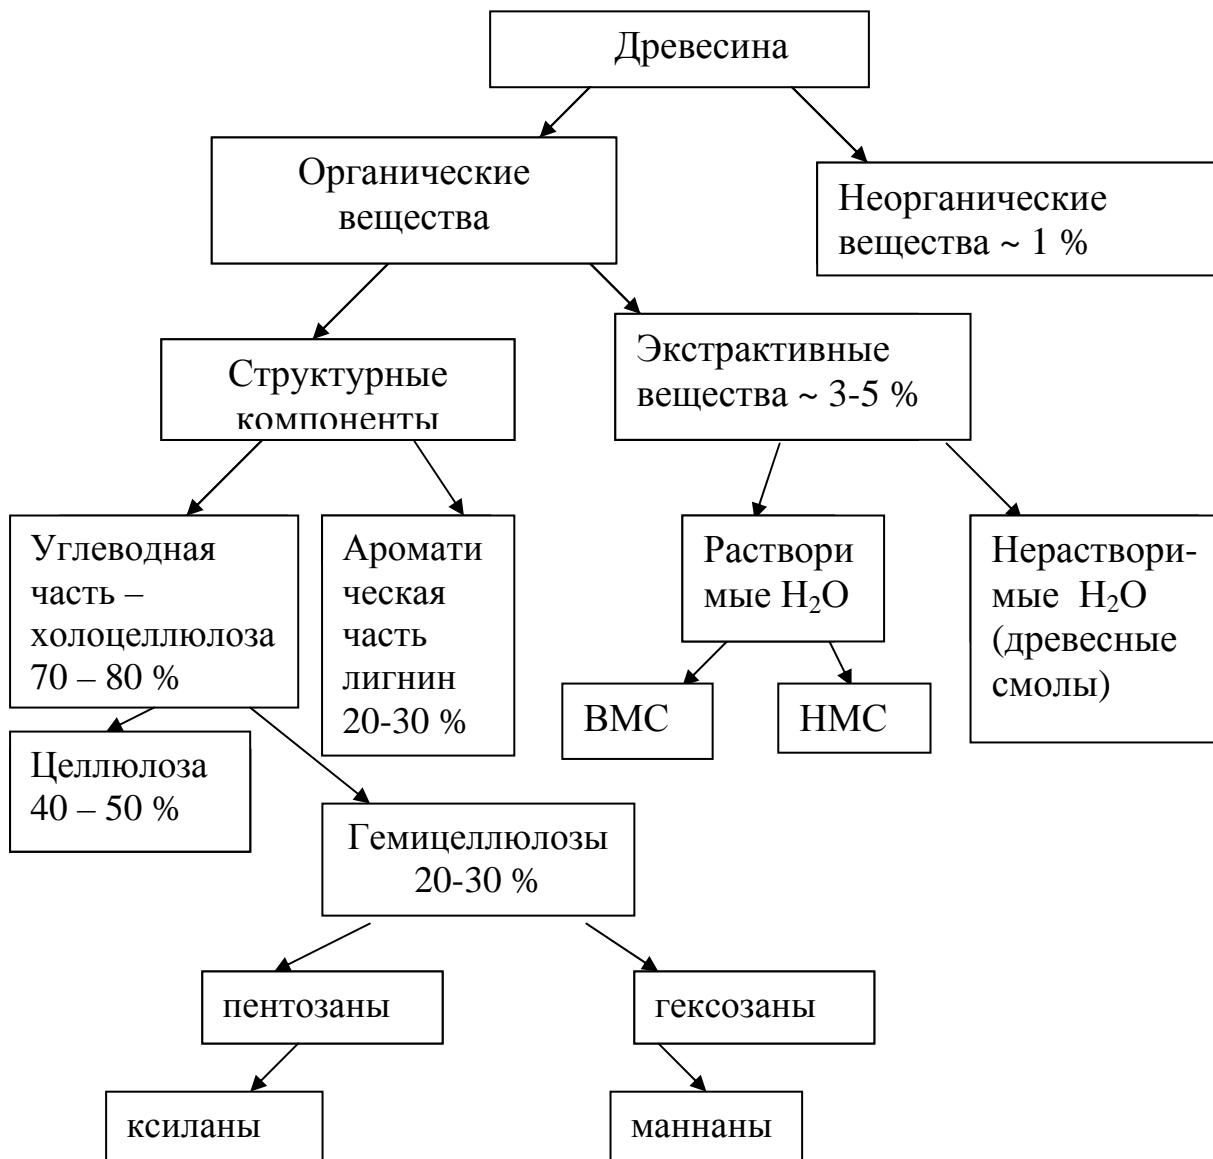 Древесина
Органические
вещества
Неорганические
вещества ~ 1 %
Структурные
компоненты
Экстрактивные
вещества ~ 3-5 %
Углеводная
часть –
холоцеллюлоза
70 – 80 %
Аромати
ческая
часть
лигнин
20-30 %
Раствори
мые H₂O
Нераствори-
мые H₂O
(древесные
смолы)
ВМС
НМС
Целлюлоза
40 – 50 %
Гемицеллюлозы
20-30 %
пентозаны
гексозаны
ксиланы
маннаны